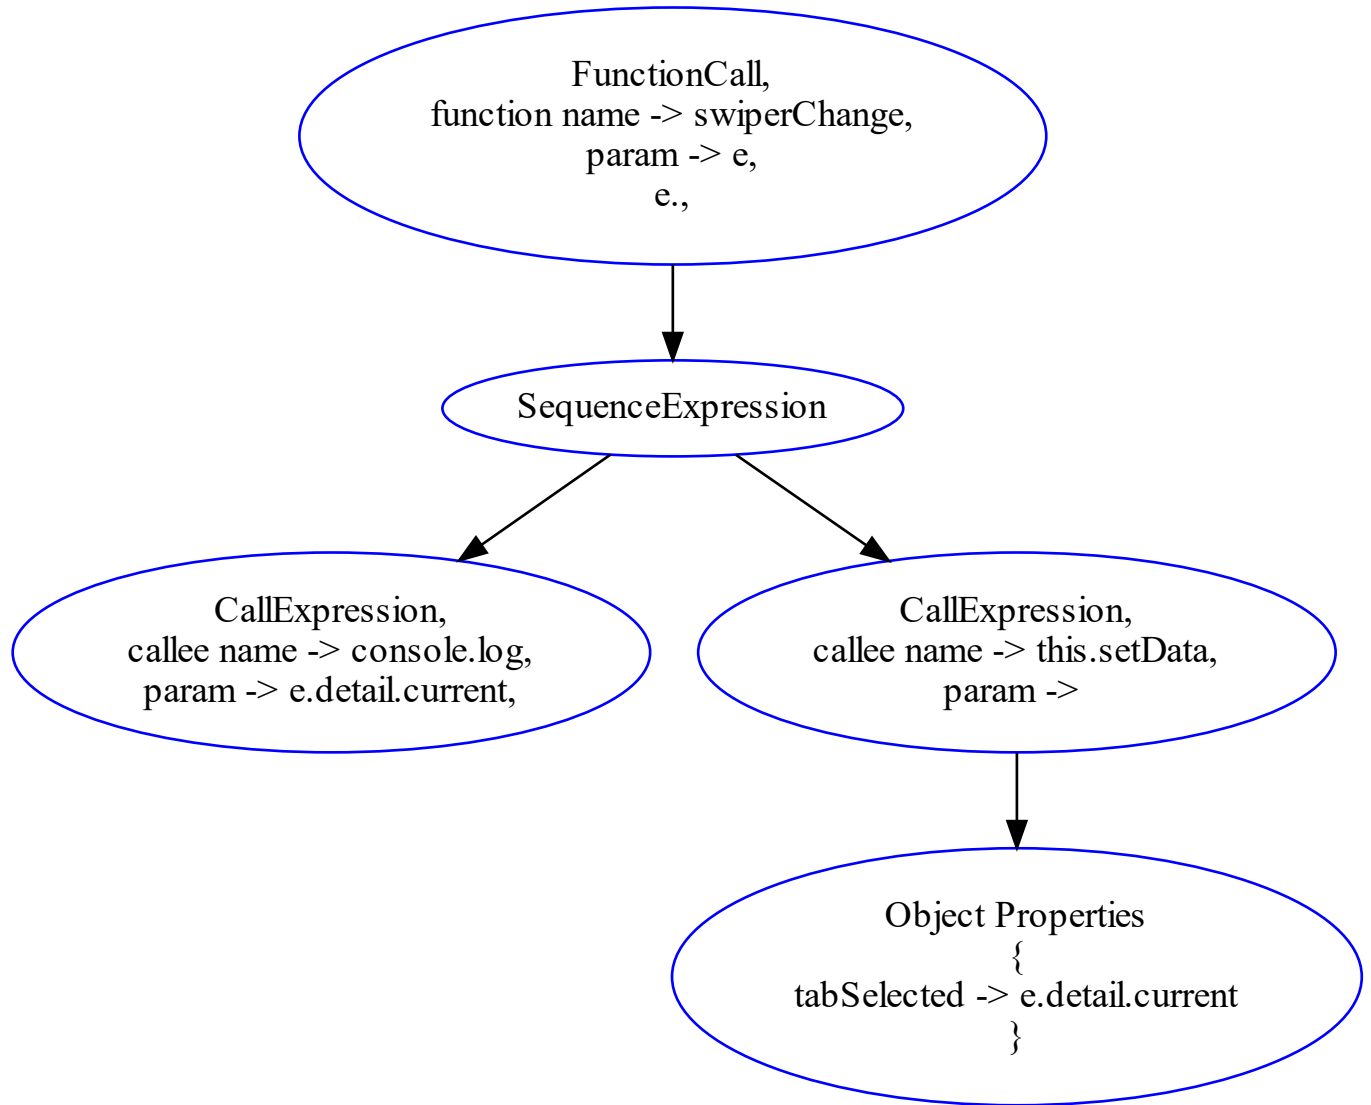 FunctionCall,
function name -> swiperChange,
param -> e,
e.,
SequenceExpression
CallExpression,
callee name -> console.log,
param -> e.detail.current,
CallExpression,
callee name -> this.setData,
param ->
Object Properties
{
tabSelected -> e.detail.current
}